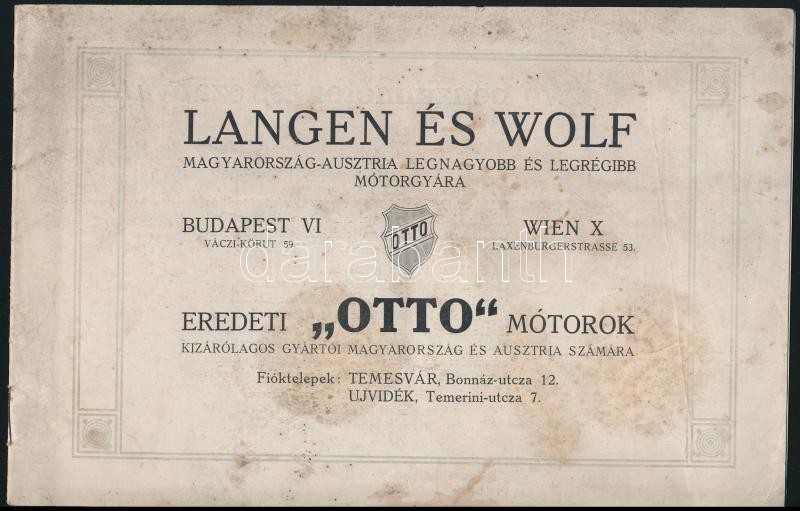 LANGEN ÉS WOLF
MAGYARORSZÁG-AUSZTRIA LEGNAGYOBB ÉS LEGRÉGIBB
MÓTORGYÁRA
BUDAPEST VI
VÁCZI-KÖRUT 59.
OTTO
WIEN X
LAXENBURGERSTRASSE 53.
darabanth
EREDETI „OTTO“ MÓTOROK
KIZÁRÓLAGOS GYÁRTÓI MAGYARORSZÁG ÉS AUSZTRIA SZÁMÁRA
Fióktelepek: TEMESVÁR, Bonnáz-utcza 12.
UJVIDÉK, Temerini-utcza 7.